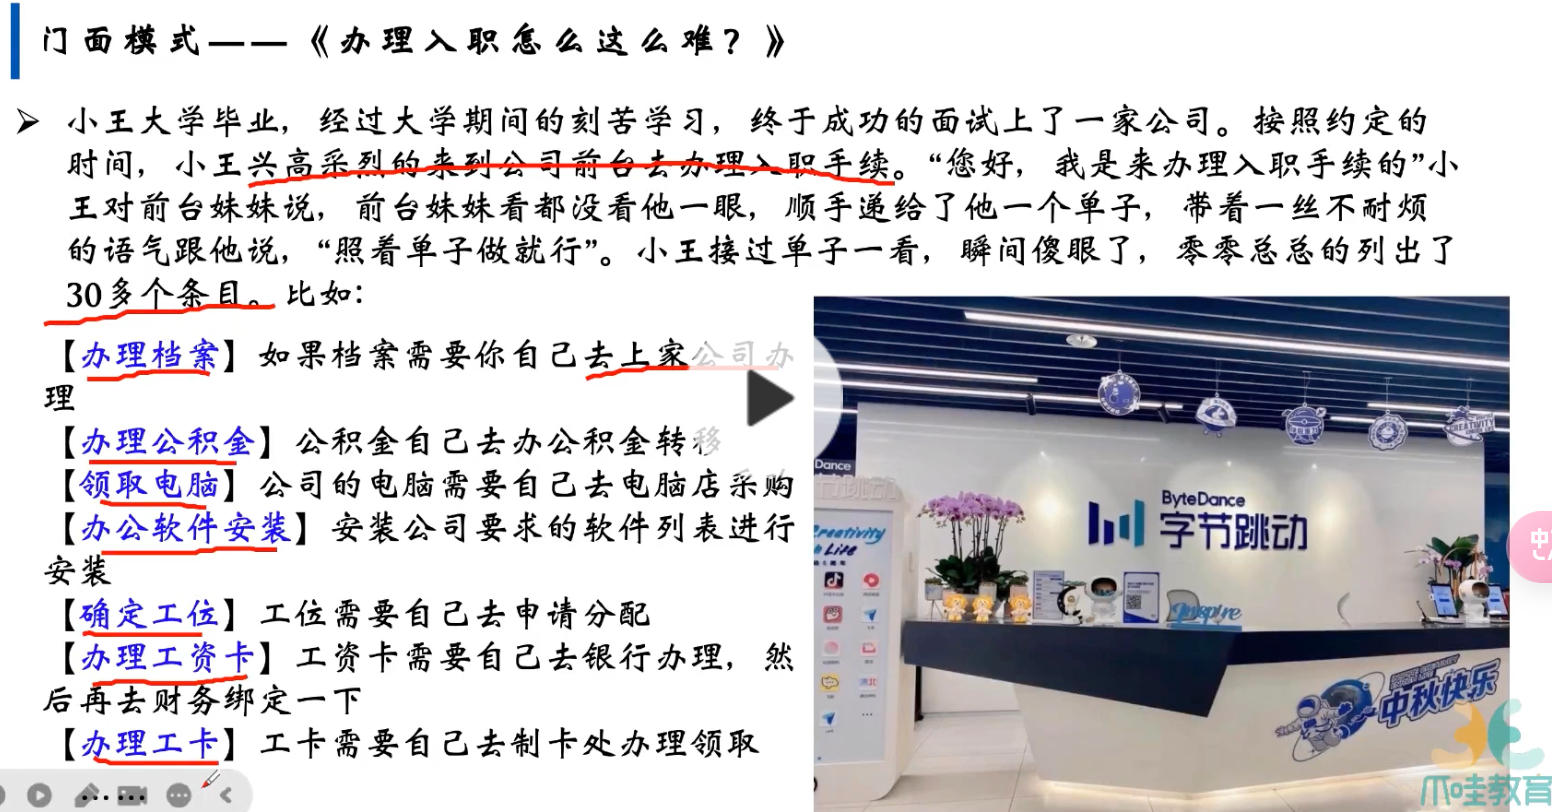 门面模式——《办理入职怎么这么难？》
➢ 小王大学毕业，经过大学期间的刻苦学习，终于成功的面试上了一家公司。按照约定的
时间，小王兴高采烈的来到公司前台去办理入职手续。“您好，我是来办理入职手续的”小
王对前台妹妹说，前台妹妹看都没看他一眼，顺手递给了他一个单子，带着一丝不耐烦
的语气跟他说，“照着单子做就行”。小王接过单子一看，瞬间傻眼了，零零总总的列出了
30多个条目。比如：
【办理档案】如果档案需要你自己去上家公司办
理
【办理公积金】公积金自己去办公积金转移
【领取电脑】公司的电脑需要自己去电脑店采购
【办公软件安装】安装公司要求的软件列表进行
安装
【确定工位】工位需要自己去申请分配
【办理工资卡】工资卡需要自己去银行办理，然
后再去财务绑定一下
【办理工卡】工卡需要自己去制卡处办理领取
......
Dance
字节跳动
Creativity
Life
ByteDance
字节跳动
Inspire
CREATIVITY
中秋快乐
爪哇教育